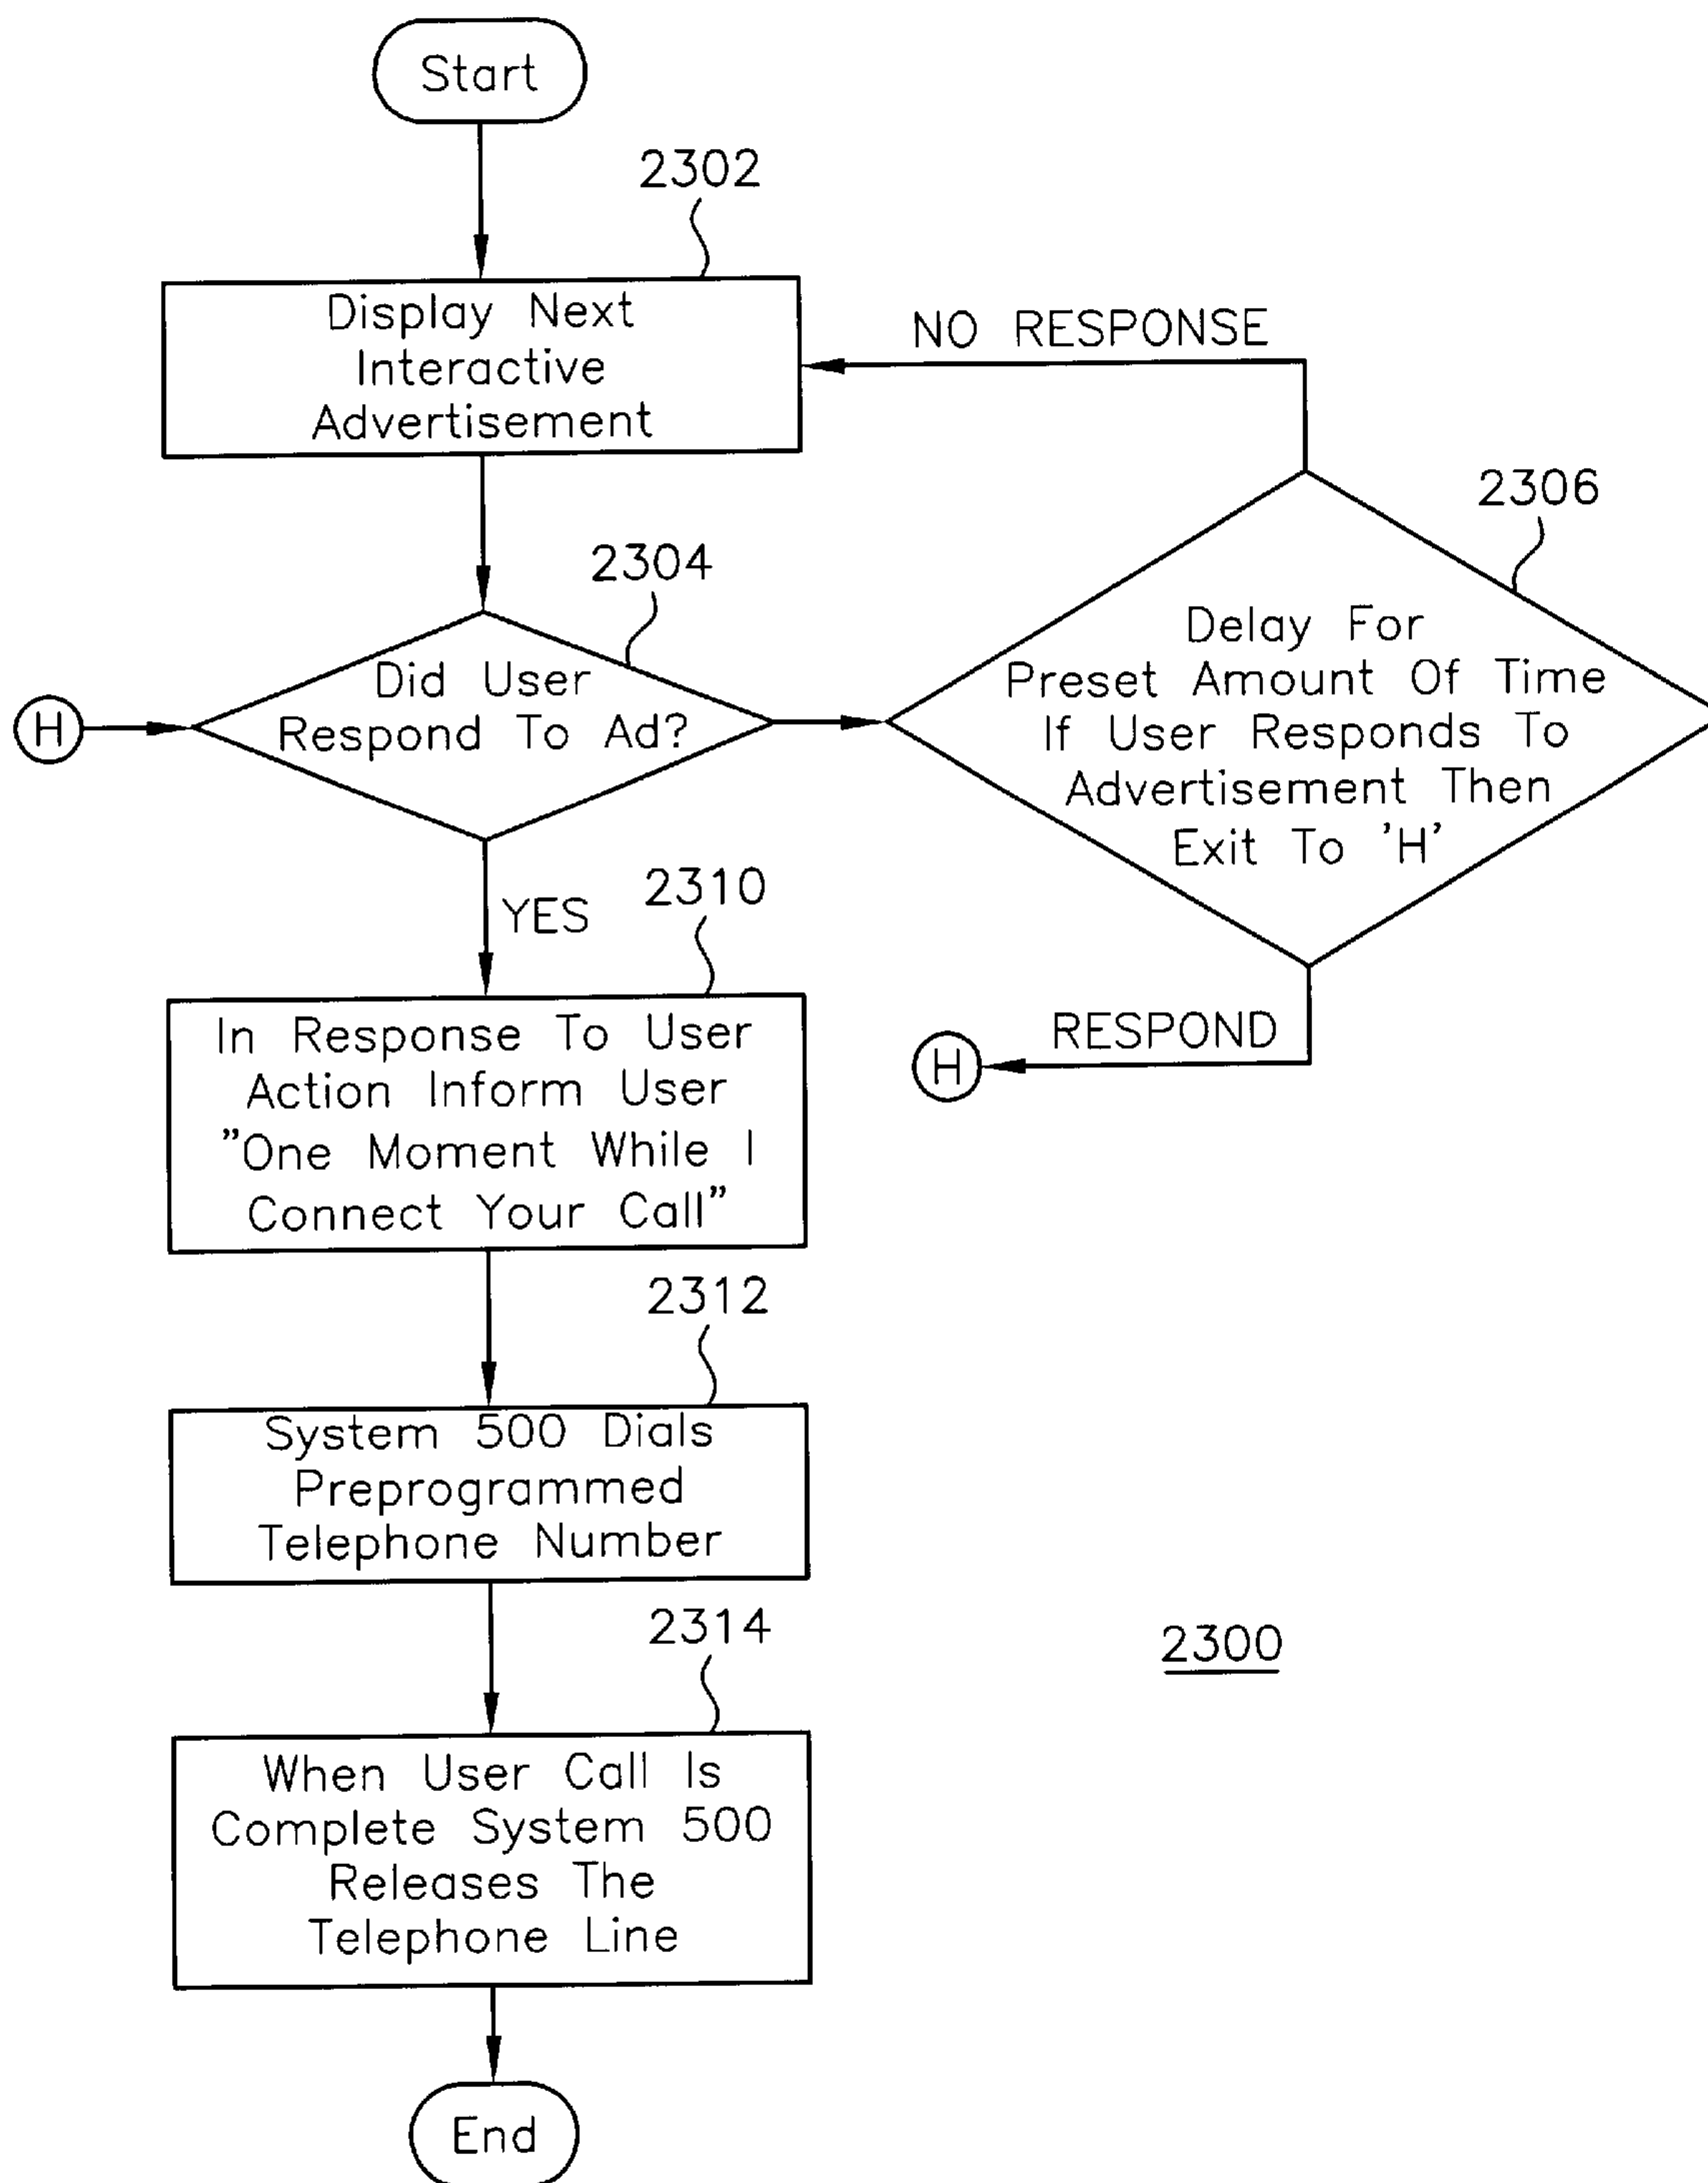 Start
2302
Display Next
Interactive
Advertisement
NO RESPONSE
2304
2306
Did User
Respond To Ad?
H
Delay For
Preset Amount Of Time
If User Responds To
Advertisement Then
Exit To 'H'
YES
2310
RESPOND
H
In Response To User
Action Inform User
"One Moment While I
Connect Your Call"
2312
System 500 Dials
Preprogrammed
Telephone Number
2314
2300
When User Call Is
Complete System 500
Releases The
Telephone Line
End